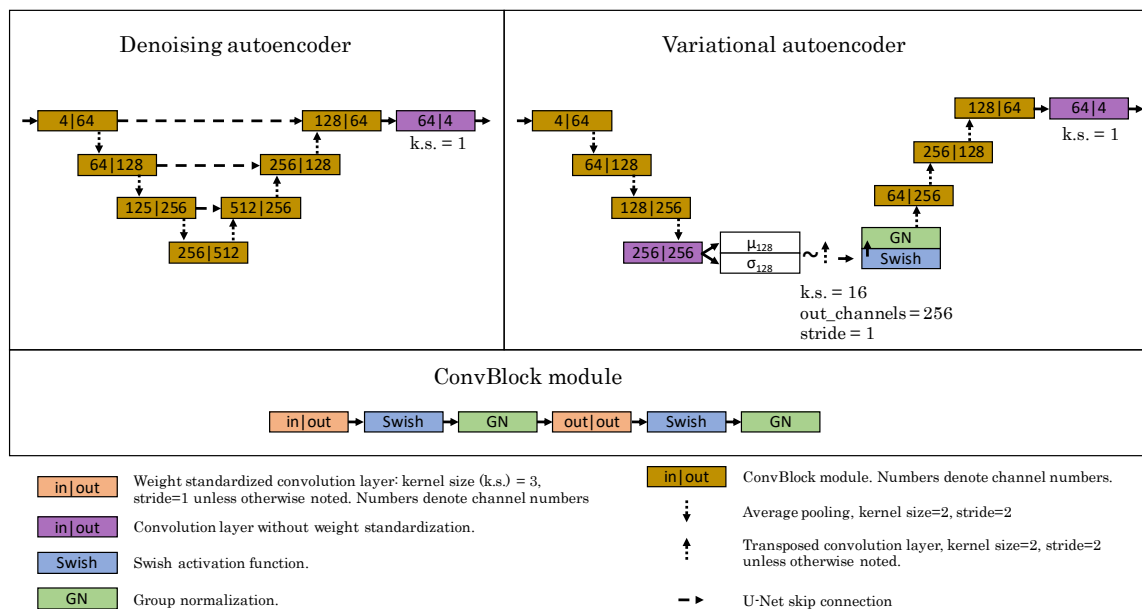 Denoising autoencoder
4|64
128|64
64|4
k.s. = 1
64|128
256|128
125|256
512|256
256|512
Variational autoencoder
128|64
64|4
k.s. = 1
4|64
256|128
64|128
64|256
128|256
256|256
μ128
σ128
~
GN
Swish
k.s. = 16
out_channels = 256
stride = 1
ConvBlock module
in|out
Swish
GN
out|out
Swish
GN
in|out
Weight standardized convolution layer: kernel size (k.s.) = 3,
stride=1 unless otherwise noted. Numbers denote channel numbers
in|out
Convolution layer without weight standardization.
Swish
Swish activation function.
GN
Group normalization.
in|out
ConvBlock module. Numbers denote channel numbers.
Average pooling, kernel size=2, stride=2
Transposed convolution layer, kernel size=2, stride=2
unless otherwise noted.
U-Net skip connection